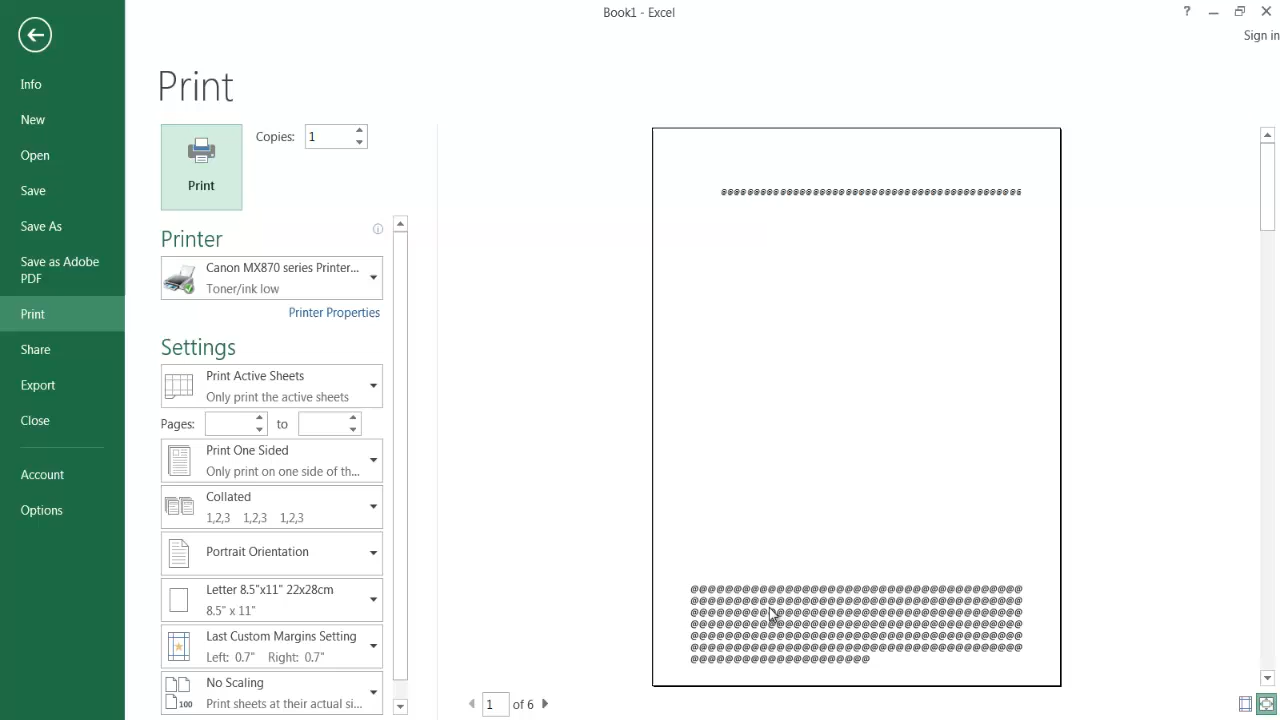 Book1 - Excel
?
Sign in
Info
New
Open
Save
Save As
Save as Adobe
PDF
Print
Share
Export
Close
Account
Options
Print
Copies: 1
Print
Printer
Canon MX870 series Printer...
Toner/ink low
Printer Properties
Settings
Print Active Sheets
Only print the active sheets
Pages: to
Print One Sided
Only print on one side of th...
Collated
1,2,3 1,2,3 1,2,3
Portrait Orientation
Letter 8.5"x11" 22x28cm
8.5" x 11"
Last Custom Margins Setting
Left: 0.7" Right: 0.7"
No Scaling
100
Print sheets at their actual si...
1 of 6